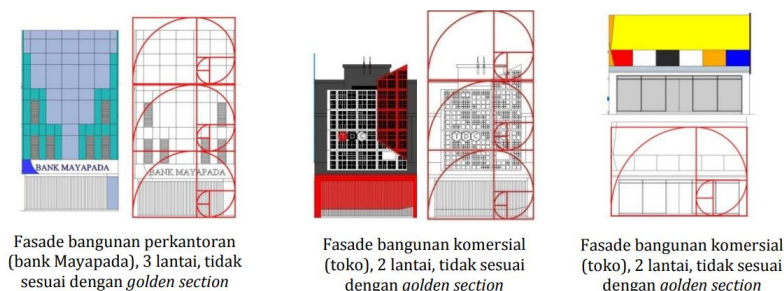 BANK MAYAPADA
BANK MAYAPADA
Fasade bangunan perkantoran
(bank Mayapada), 3 lantai, tidak
sesuai dengan golden section
Fasade bangunan komersial
(toko), 2 lantai, tidak sesuai
dengan golden section
Fasade bangunan komersial
(toko), 2 lantai, tidak sesuai
dengan golden section